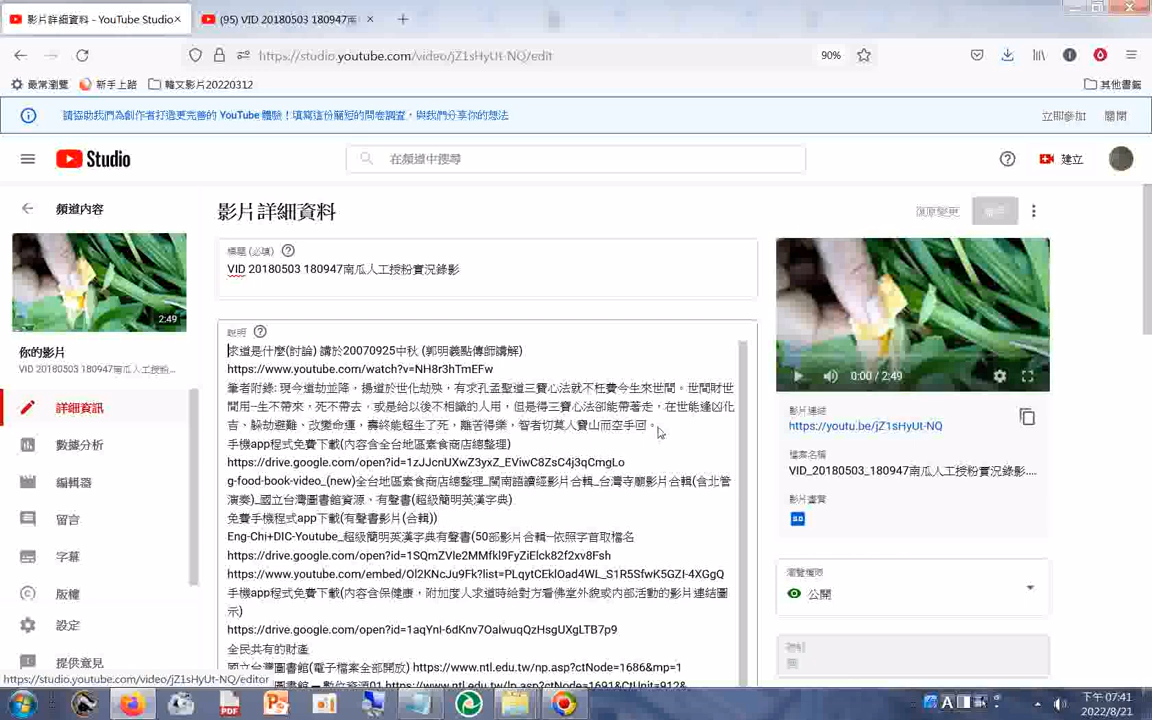 影片詳細資料 - YouTube Studio
(95) VID 20180503 180947南
https://studio.youtube.com/video/jZ1sHyUt-NQ/edit
90%
最常瀏覽
新手上路
韓文影片20220312
其他書籤
請協助我們為創作者打造更完善的 YouTube 體驗！填寫這份簡短的問卷調查，與我們分享你的想法
立即參加
關閉
Studio
在頻道中搜尋
建立
頻道內容
影片詳細資料
復原變更
2:49
你的影片
VID 20180503 180947南瓜人工授粉...
詳細資訊
數據分析
編輯器
留言
字幕
版權
設定
提供意見
標題 (必填)
VID 20180503 180947南瓜人工授粉實況錄影
說明
求道是什麼(討論) 講於20070925中秋 (郭明義點傳師講解)
https://www.youtube.com/watch?v=NH8r3hTmEFw
筆者附錄: 現今道劫並降，揚道於世化劫殃，有求孔孟聖道三寶心法就不枉費今生來世間。世間財世
間用一生不帶來，死不帶去，或是給以後不相識的人用，但是得三寶心法卻能帶著走，在世能逢凶化
吉、躲劫避難、改變命運，壽終能超生了死，離苦得樂，智者切莫人寶山而空手回。
手機app程式免費下載(內容含全台地區素食商店總整理)
https://drive.google.com/open?id=1zJJcnUXwZ3yxZ_EViwC8ZsC4j3qCmgLo
g-food-book-video_(new)全台地區素食商店總整理_閩南語讀經影片合輯_台灣寺廟影片合輯(含北管
演奏)_國立台灣圖書館資源、有聲書(超級簡明英漢字典)
免費手機程式app下載(有聲書影片(合輯))
Eng-Chi+DIC-Youtube_超級簡明英漢字典有聲書(50部影片合輯--依照字首取檔名
https://drive.google.com/open?id=1SQmZVIe2MMfkl9FyZiElck82f2xv8Fsh
https://www.youtube.com/embed/Ol2KNcJu9Fk?list=PLqytCEklOad4WL_S1R5SfwK5GZI-4XGgQ
手機app程式免費下載(內容含保健康，附加度人求道時給對方看佛堂外貌或內部活動的影片連結圖
示)
https://drive.google.com/open?id=1aqYnI-6dKnv7OalwuqQzHsgUXgLTB7p9
全民共有的財產
國立台灣圖書館(電子檔案全部開放) https://www.ntl.edu.tw/np.asp?ctNode=1686&mp=1
0:00 / 2:49
影片連結
https://youtu.be/jZ1sHyUt-NQ
檔案名稱
VID_20180503_180947南瓜人工授粉實況錄影....
影片畫質
SD
瀏覽權限
公開
https://studio.youtube.com/video/jZ1sHyUt-NQ/editor
下午 07:41
2022/8/21